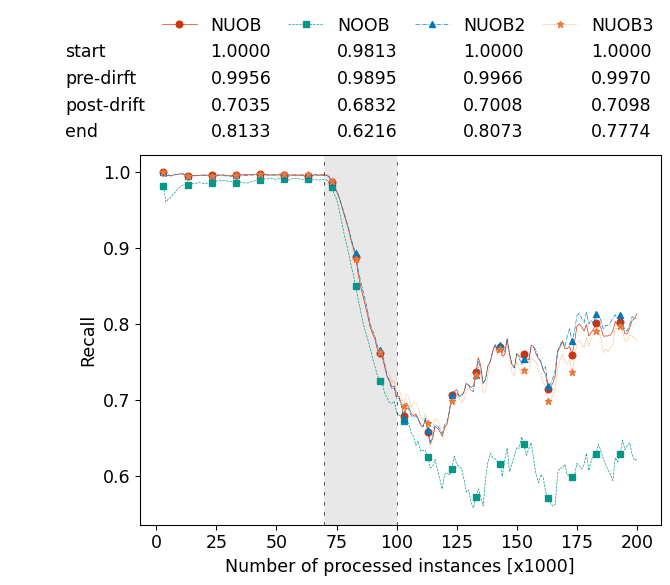 NUOB NOOB NUOB2 NUOB3
start 1.0000 0.9813 1.0000 1.0000
pre-dirft 0.9956 0.9895 0.9966 0.9970
post-drift 0.7035 0.6832 0.7008 0.7098
end 0.8133 0.6216 0.8073 0.7774
1.0
0.9
0.8
0.7
0.6
Recall
0 25 50 75 100 125 150 175 200
Number of processed instances [x1000]